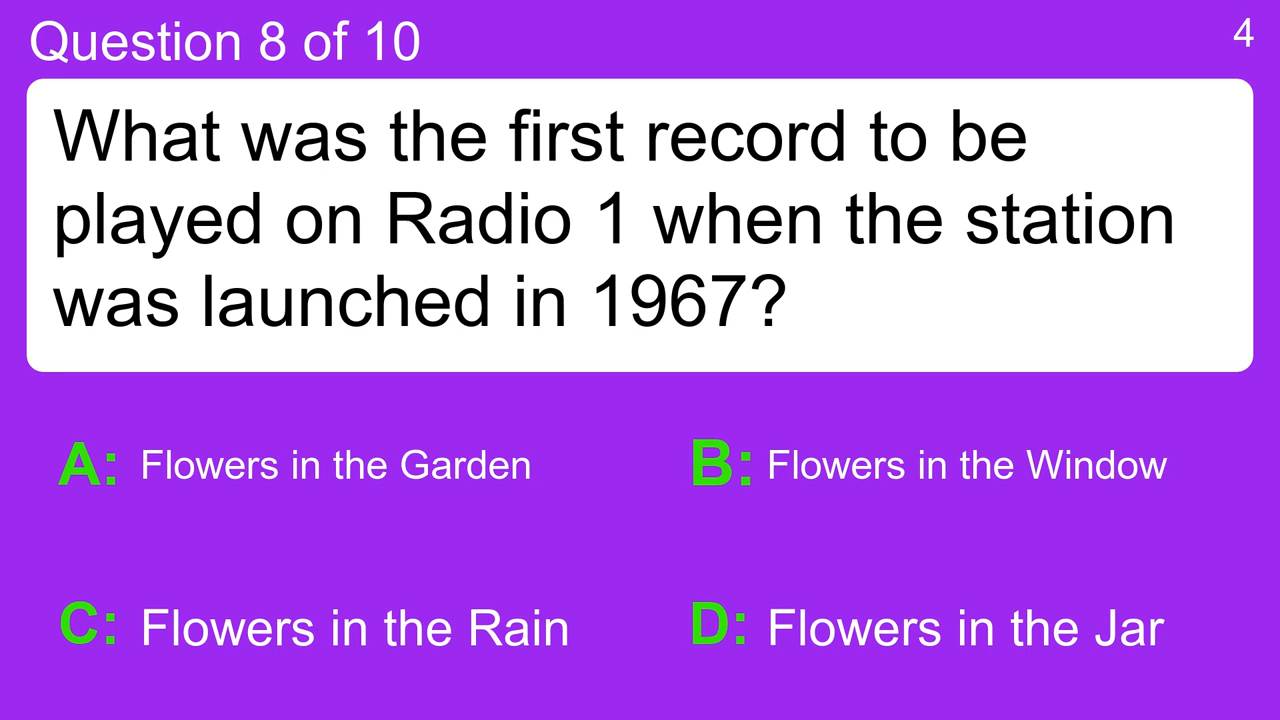 Question 8 of 10
4
What was the first record to be
played on Radio 1 when the station
was launched in 1967?
A: Flowers in the Garden
B: Flowers in the Window
C: Flowers in the Rain
D: Flowers in the Jar